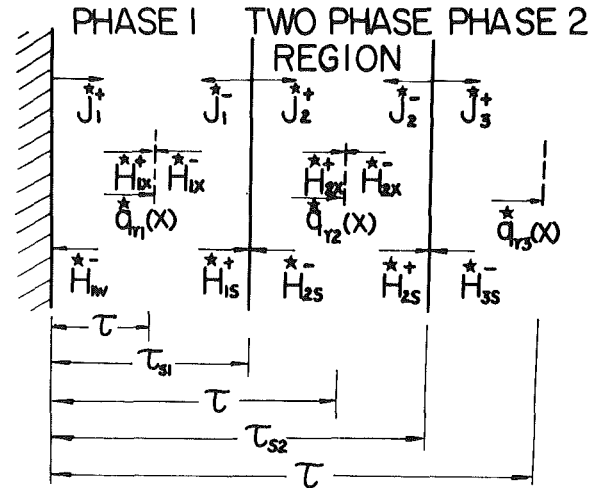 PHASE 1 TWO PHASE PHASE 2
REGION
J₁⁺* J₁⁻* J₂⁺* J₂⁻* J₃⁺*
H₁ₓ⁺* H₁ₓ⁻* H₂ₓ⁺* H₂ₓ⁻*
q*ᵣ₁(X) q*ᵣ₂(X) q*ᵣ₃(X)
H₁w⁻* H₁s⁺* H₂s⁻* H₂s⁺* H₃s⁻*
τ
τs1
τ
τs2
τ